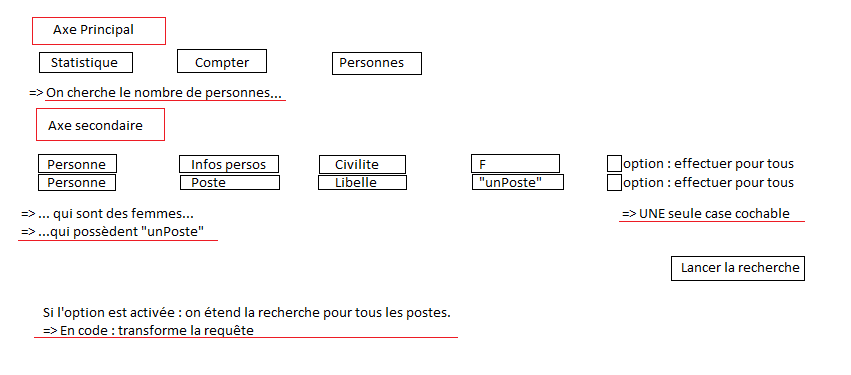 Axe Principal
Statistique Compter Personnes
=> On cherche le nombre de personnes...
Axe secondaire
Personne Infos persos Civilite F option : effectuer pour tous
Personne Poste Libelle "unPoste" option : effectuer pour tous
=> ... qui sont des femmes... => UNE seule case cochable
=> ...qui possèdent "unPoste"
Lancer la recherche
Si l'option est activée : on étend la recherche pour tous les postes.
=> En code : transforme la requête